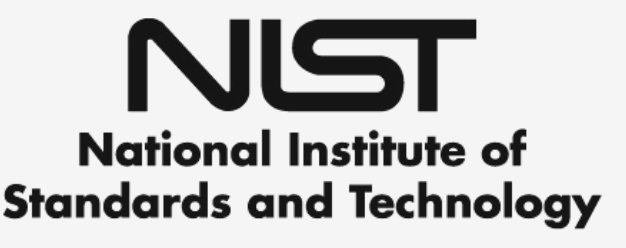 NIST
National Institute of
Standards and Technology